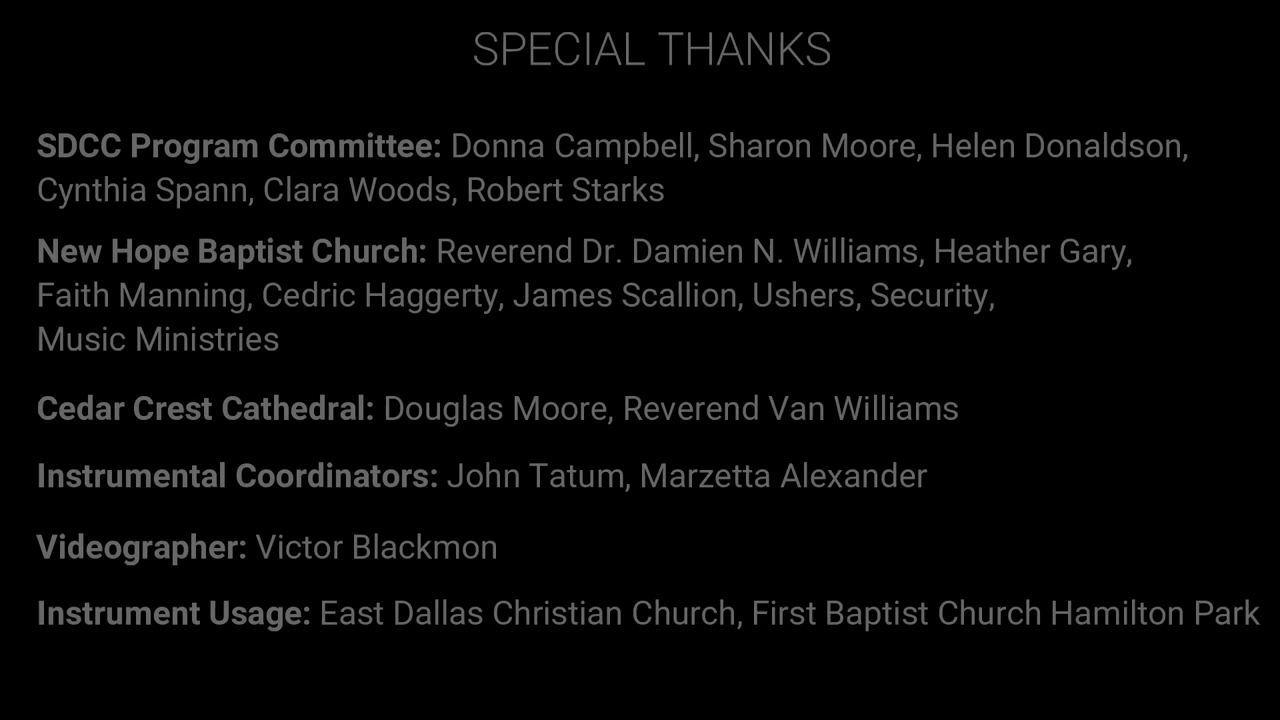 SPECIAL THANKS
SDCC Program Committee: Donna Campbell, Sharon Moore, Helen Donaldson,
Cynthia Spann, Clara Woods, Robert Starks
New Hope Baptist Church: Reverend Dr. Damien N. Williams, Heather Gary,
Faith Manning, Cedric Haggerty, James Scallion, Ushers, Security,
Music Ministries
Cedar Crest Cathedral: Douglas Moore, Reverend Van Williams
Instrumental Coordinators: John Tatum, Marzetta Alexander
Videographer: Victor Blackmon
Instrument Usage: East Dallas Christian Church, First Baptist Church Hamilton Park